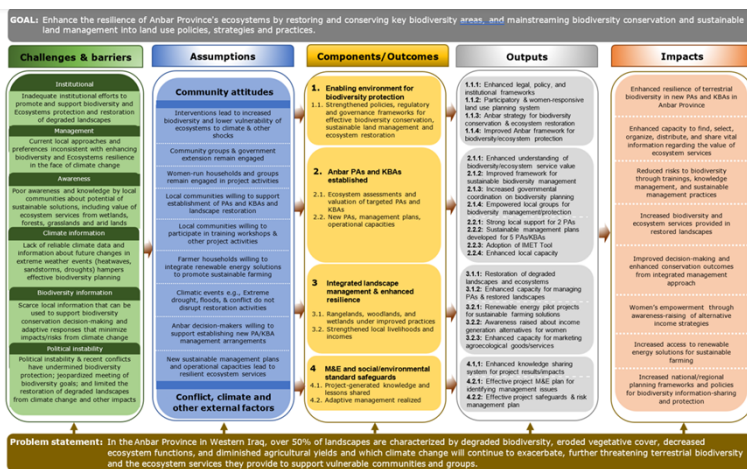 GOAL: Enhance the resilience of Anbar Province's ecosystems by restoring and conserving key biodiversity areas, and mainstreaming biodiversity conservation and sustainable
land management into land use policies, strategies and practices.
Challenges & barriers
Institutional
Inadequate institutional efforts to
promote and support biodiversity and
Ecosystems protection and restoration
of degraded landscapes
Management
Current local approaches and
preferences inconsistent with enhancing
biodiversity and Ecosystems resilience
in the face of climate change
Awareness
Poor awareness and knowledge by local
communities about potential of
sustainable solutions, including value of
ecosystem services from wetlands,
forests, grasslands and arid lands
Climate information
Lack of reliable climate data and
information about future changes in
extreme weather events (heatwaves,
sandstorms, droughts) hampers
effective biodiversity planning
Biodiversity information
Scarce local information that can be
used to support biodiversity
conservation decision-making and
adaptive responses that minimize
impacts/risks from climate change
Political instability
Political instability & recent conflicts
have undermined biodiversity
protection; jeopardized meeting of
biodiversity goals; and limited the
restoration of degraded landscapes
from climate change and other impacts
Assumptions
Community attitudes
Interventions lead to increased
biodiversity and lower vulnerability of
ecosystems to climate & other
shocks
Community groups & government
extension remain engaged
Women-run households and groups
remain engaged in project activities
Local communities willing to support
establishment of PAs and KBAs and
landscape restoration
Local communities willing to
participate in training workshops &
other project activities
Farmer households willing to
integrate renewable energy solutions
to promote sustainable farming
Climatic events e.g., Extreme
drought, floods, & conflict do not
disrupt restoration activities
Anbar decision-makers willing to
support establishing new PA/KBA
management arrangements
New sustainable management plans
and operational capacities lead to
resilient ecosystem services
Conflict, climate and
other external factors
Components/Outcomes
1. Enabling environment for
biodiversity protection
1.1. Strengthened policies, regulatory
and governance frameworks for
effective biodiversity conservation,
sustainable land management and
ecosystem restoration
2. Anbar PAs and KBAs
established
2.1. Ecosystem assessments and
valuation of targeted PAs and
KBAs
2.2. New PAs, management plans,
operational capacities
3 Integrated landscape
management & enhanced
resilience
3.1. Rangelands, woodlands, and
wetlands under improved practices
3.2. Strengthened local livelihoods and
incomes
4 M&E and social/environmental
standard safeguards
4.1. Project-generated knowledge and
lessons shared
4.2. Adaptive management realized
Outputs
1.1.1: Enhanced legal, policy, and
institutional frameworks
1.1.2: Participatory & women-responsive
land use planning system
1.1.3: Anbar strategy for biodiversity
conservation & ecosystem restoration
1.1.4: Improved Anbar framework for
biodiversity/ecosystem protection
2.1.1: Enhanced understanding of
biodiversity/ecosystem service value
2.1.2: Improved framework for
sustainable biodiversity management
2.1.3: Increased governmental
coordination on biodiversity planning
2.1.4: Empowered local groups for
biodiversity management/protection
2.2.1: Strong local support for 2 PAs
2.2.2: Sustainable management plans
developed for 5 PAs/KBAs
2.2.3: Adoption of IMET Tool
2.2.4: Enhanced local capacity
3.1.1: Restoration of degraded
landscapes and ecosystems
3.1.2: Enhanced capacity for managing
PAs & restored landscapes
3.2.1: Renewable energy pilot projects
for sustainable farming solutions
3.2.2: Awareness raised about income
generation alternatives for women
3.2.3: Enhanced capacity for marketing
agroecological goods/services
4.1.1: Enhanced knowledge sharing
system for project results/impacts
4.2.1: Effective project M&E plan for
identifying management issues
4.2.2: Effective project safeguards & risk
management plan
Impacts
Enhanced resilience of terrestrial
biodiversity in new PAs and KBAs in
Anbar Province
Enhanced capacity to find, select,
organize, distribute, and share vital
information regarding the value of
ecosystem services
Reduced risks to biodiversity
through trainings, knowledge
management, and sustainable
management practices
Increased biodiversity and
ecosystem services provided in
restored landscapes
Improved decision-making and
enhanced conservation outcomes
from integrated management
approach
Women's empowerment through
awareness-raising of alternative
income strategies
Increased access to renewable
energy solutions for sustainable
farming
Increased national/regional
planning frameworks and policies
for biodiversity information-sharing
and protection
Problem statement: In the Anbar Province in Western Iraq, over 50% of landscapes are characterized by degraded biodiversity, eroded vegetative cover, decreased
ecosystem functions, and diminished agricultural yields and which climate change will continue to exacerbate, further threatening terrestrial biodiversity
and the ecosystem services they provide to support vulnerable communities and groups.